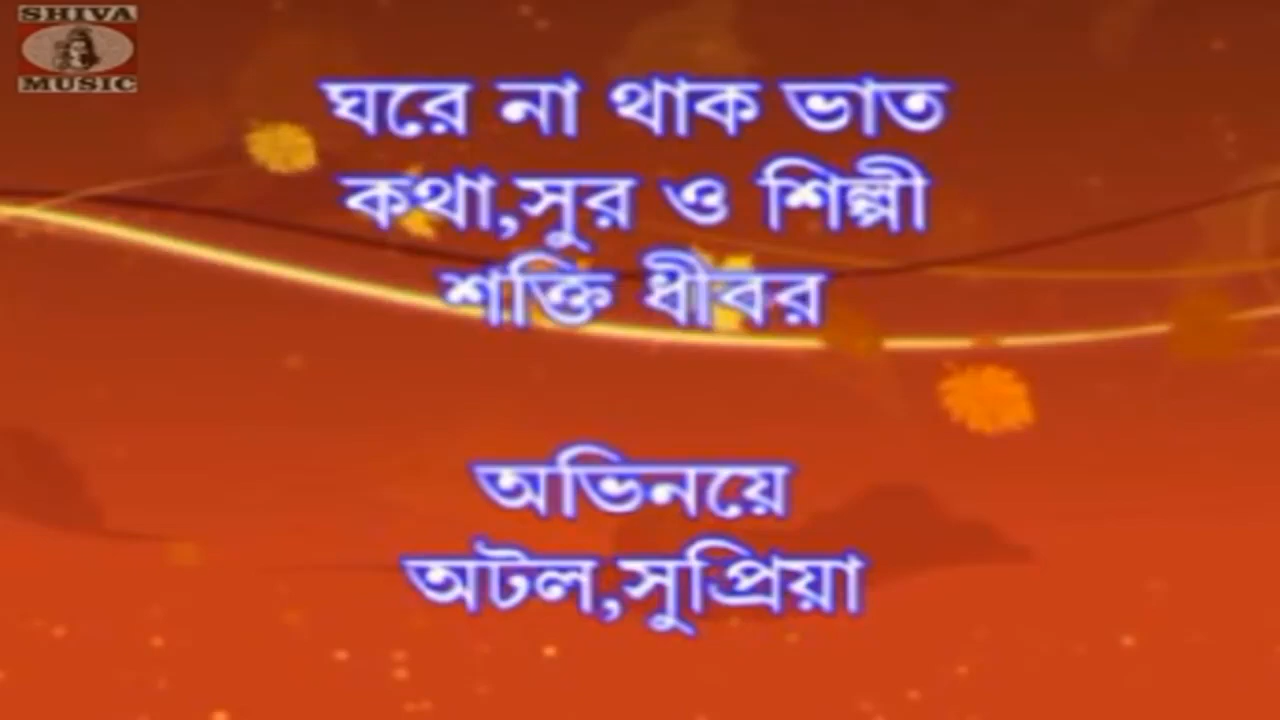 SHIVA
MUSIC
ঘরে না থাক ভাত
কথা,সুর ও শিল্পী
শক্তি ধীবর
অভিনয়ে
অটল,সুপ্রিয়া